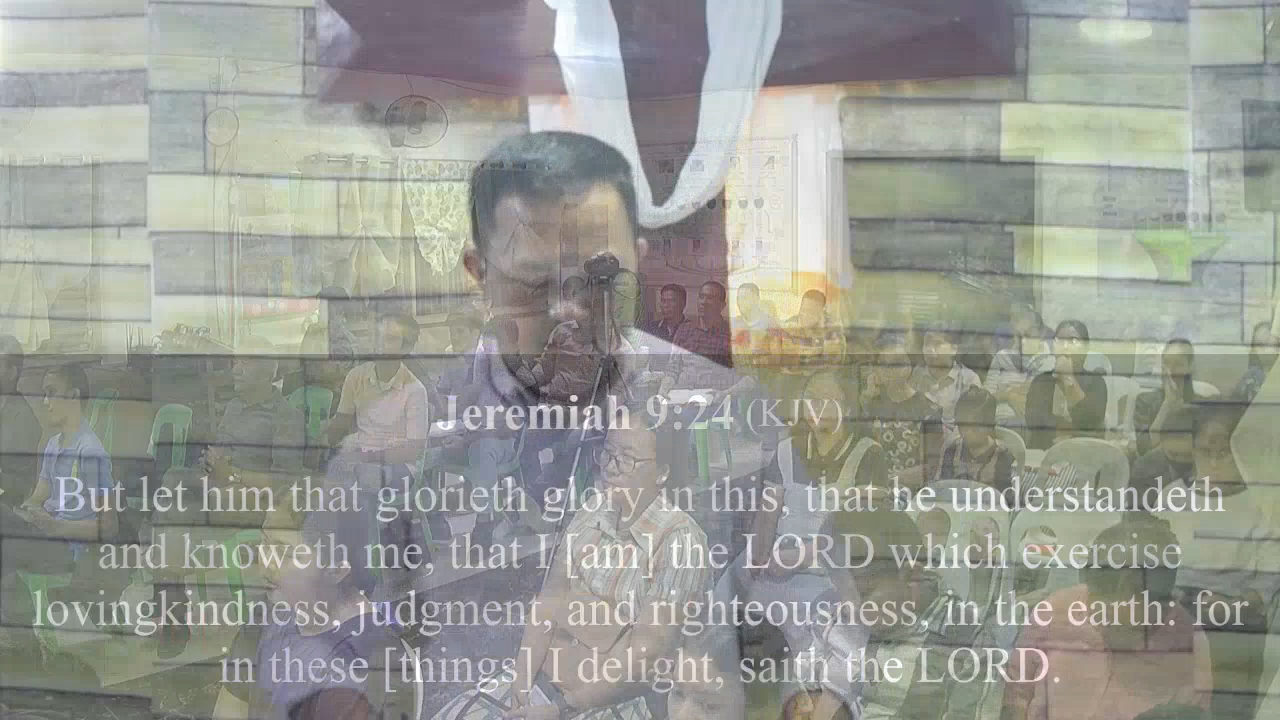 Jeremiah 9:24 (KJV)
But let him that glorieth glory in this, that he understandeth
and knoweth me, that I [am] the LORD which exercise
lovingkindness, judgment, and righteousness, in the earth: for
in these [things] I delight, saith the LORD.